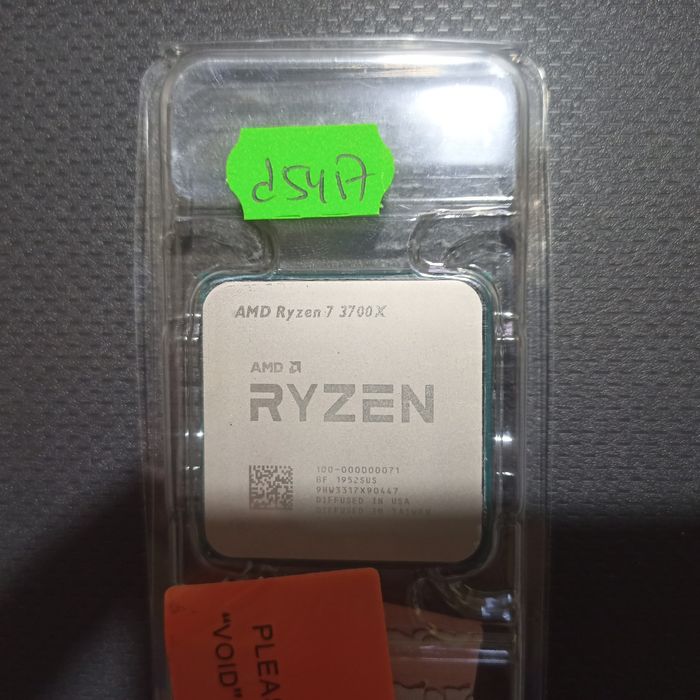 d5417
AMD Ryzen 7 3700X
AMD
RYZEN
100-000000071
BF 1952SUS
9HW3317X90447
DIFFUSED IN USA
DIFFUSED IN TAIWAN
PLEA
"VOID"